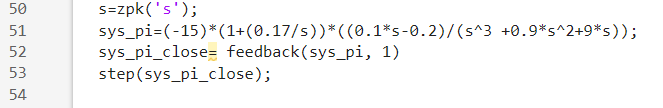 50 s=zpk('s');
51 sys_pi=(-15)*(1+(0.17/s))*((0.1*s-0.2)/(s^3 +0.9*s^2+9*s));
52 sys_pi_close= feedback(sys_pi, 1)
53 step(sys_pi_close);
54